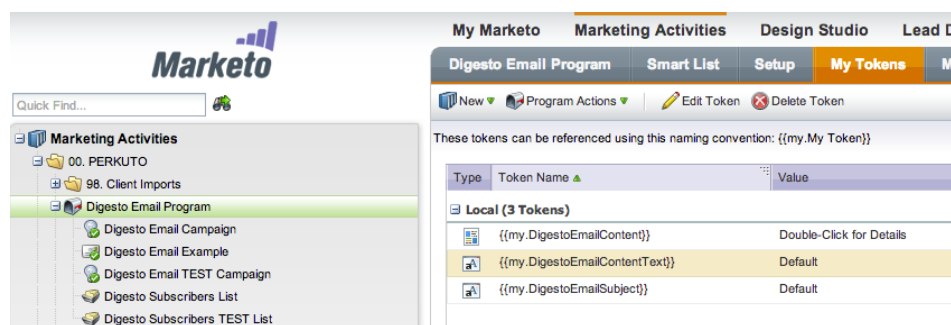 Marketo
My Marketo Marketing Activities Design Studio Lead D
Digesto Email Program Smart List Setup My Tokens M
Quick Find...
New Program Actions Edit Token Delete Token
These tokens can be referenced using this naming convention: {{my.My Token}}
Marketing Activities
00. PERKUTO
98. Client Imports
Digesto Email Program
Digesto Email Campaign
Digesto Email Example
Digesto Email TEST Campaign
Digesto Subscribers List
Digesto Subscribers TEST List
Type Token Name Value
Local (3 Tokens)
{{my.DigestoEmailContent}} Double-Click for Details
{{my.DigestoEmailContentText}} Default
{{my.DigestoEmailSubject}} Default